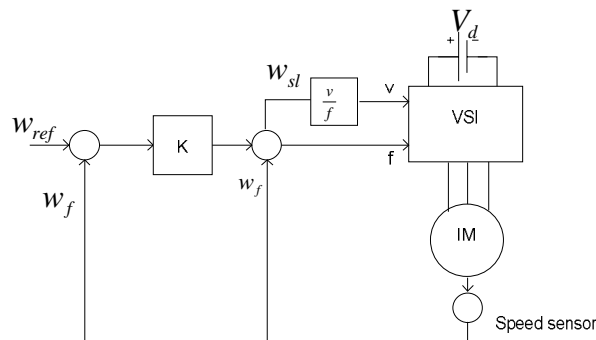 V_d
+ -
w_sl
v
f
v
VSI
w_ref
K
w_f
w_f
f
IM
Speed sensor